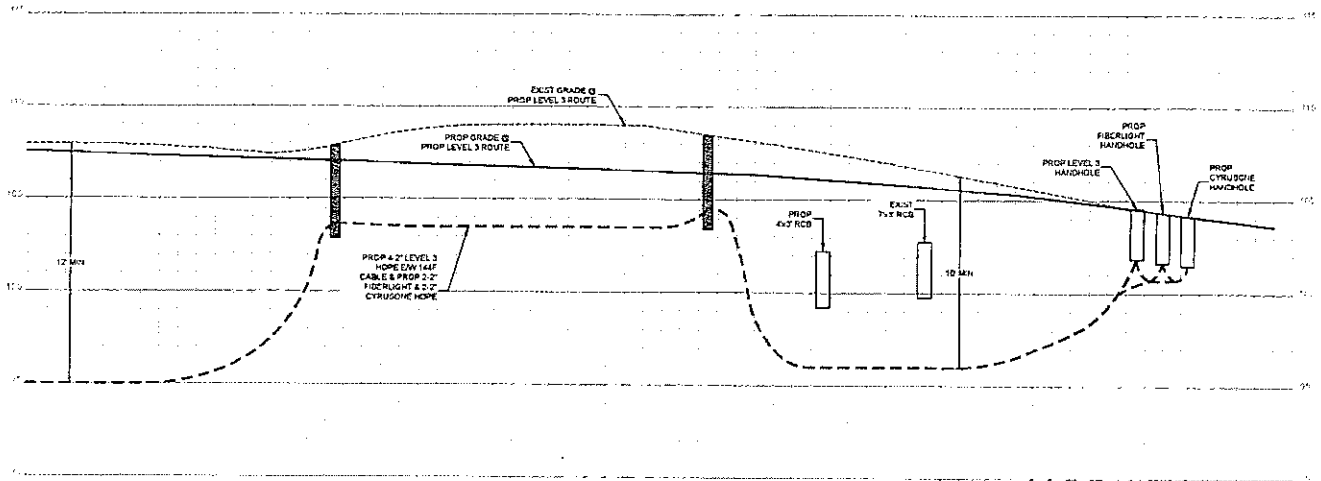 EXIST GRADE @
PROP LEVEL 3 ROUTE
110
110
PROP GRADE @
PROP LEVEL 3 ROUTE
PROP
FIBERLIGHT
HANDHOLE
PROP LEVEL 3
HANDHOLE
PROP
CYRUSONE
HANDHOLE
PROP
4x3' RCB
EXIST
7x3' RCB
PROP 4-2" LEVEL 3
HDPE E/W 144F
CABLE & PROP 2-2"
FIBERLIGHT & 2-2"
CYRUSONE HDPE
12' MIN
10' MIN